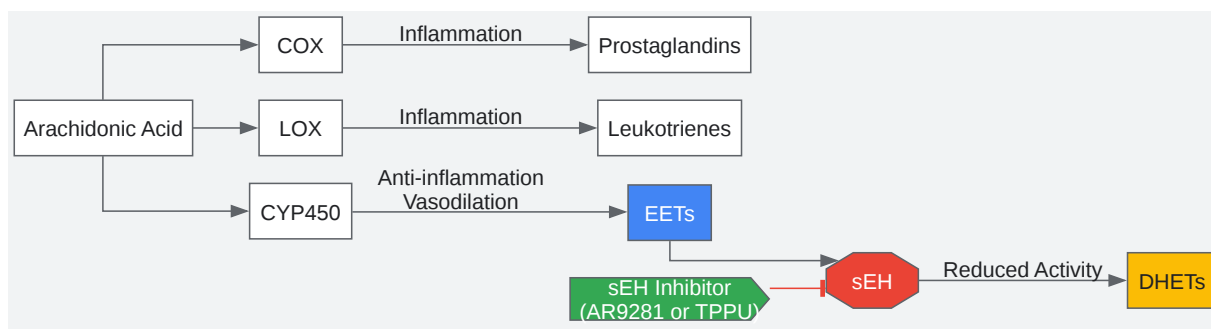 COX
Inflammation
Prostaglandins
Arachidonic Acid
LOX
Inflammation
Leukotrienes
CYP450
Anti-inflammation
Vasodilation
EETs
sEH Inhibitor
(AR9281 or TPPU)
sEH
Reduced Activity
DHETs